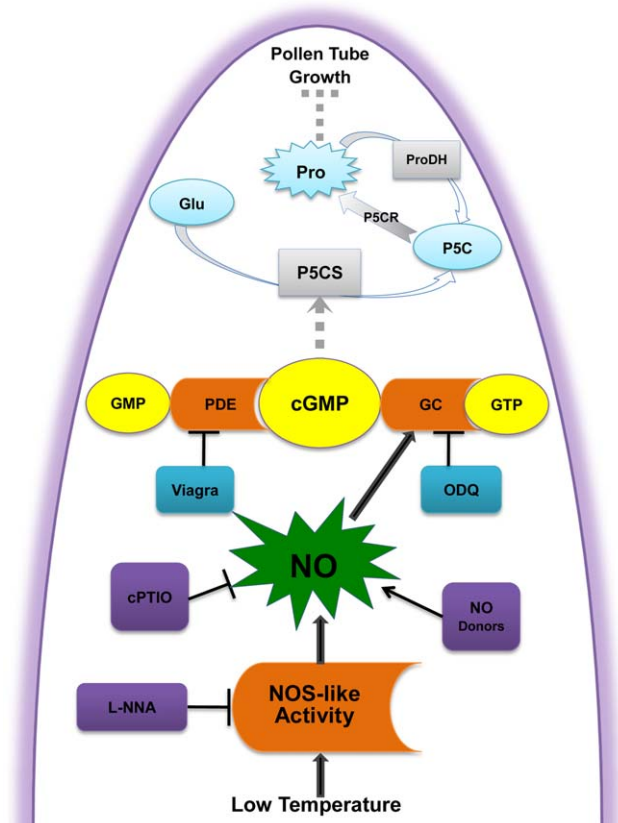 Pollen Tube
Growth
Pro
ProDH
Glu
P5CR
P5C
P5CS
GMP
PDE
cGMP
GC
GTP
Viagra
ODQ
NO
cPTIO
NO
Donors
L-NNA
NOS-like
Activity
Low Temperature